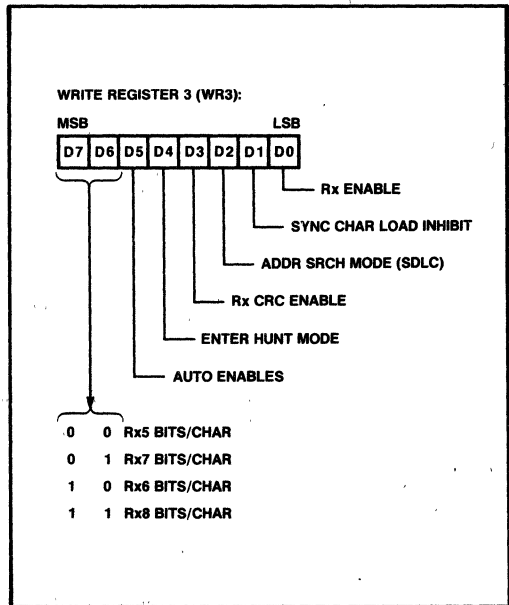 WRITE REGISTER 3 (WR3):
MSB LSB
D7 D6 D5 D4 D3 D2 D1 D0
Rx ENABLE
SYNC CHAR LOAD INHIBIT
ADDR SRCH MODE (SDLC)
Rx CRC ENABLE
ENTER HUNT MODE
AUTO ENABLES
0 0 Rx5 BITS/CHAR
0 1 Rx7 BITS/CHAR
1 0 Rx6 BITS/CHAR
1 1 Rx8 BITS/CHAR